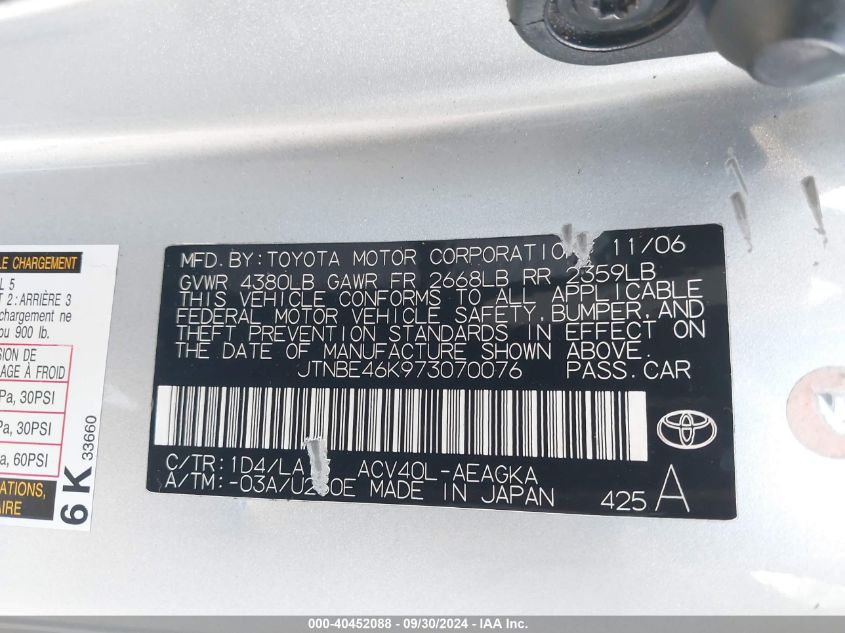 MFD. BY: TOYOTA MOTOR CORPORATION 11/06
GVWR 4380LB GAWR FR 2668LB RR 2359LB
THIS VEHICLE CONFORMS TO ALL APPLICABLE
FEDERAL MOTOR VEHICLE SAFETY, BUMPER, AND
THEFT PREVENTION STANDARDS IN EFFECT ON
THE DATE OF MANUFACTURE SHOWN ABOVE.
JTNBE46K973070076 PASS. CAR
C/TR: 1D4/LA ACV40L-AEAGKA
A/TM: -03A/U MADE IN JAPAN
425 A
LE CHARGEMENT
L 5
T 2: ARRIÈRE 3
chargement ne
ou 900 lb.
SION DE
LAGE À FROID
Pa, 30PSI
Pa, 30PSI
a, 60PSI
ATIONS,
AIRE
6 K 33660
000-40452088 - 09/30/2024 - IAA Inc.